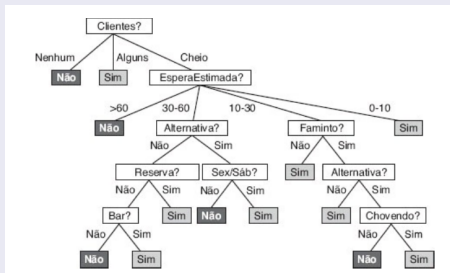 Clientes?
Nenhum Alguns Cheio
Não Sim EsperaEstimada?
>60 30-60 10-30 0-10
Não Alternativa? Faminto? Sim
Não Sim Não Sim
Reserva? Sex/Sáb? Sim Alternativa?
Não Sim Não Sim Não Sim
Bar? Sim Não Sim Sim Chovendo?
Não Sim Não Sim
Não Sim Não Sim